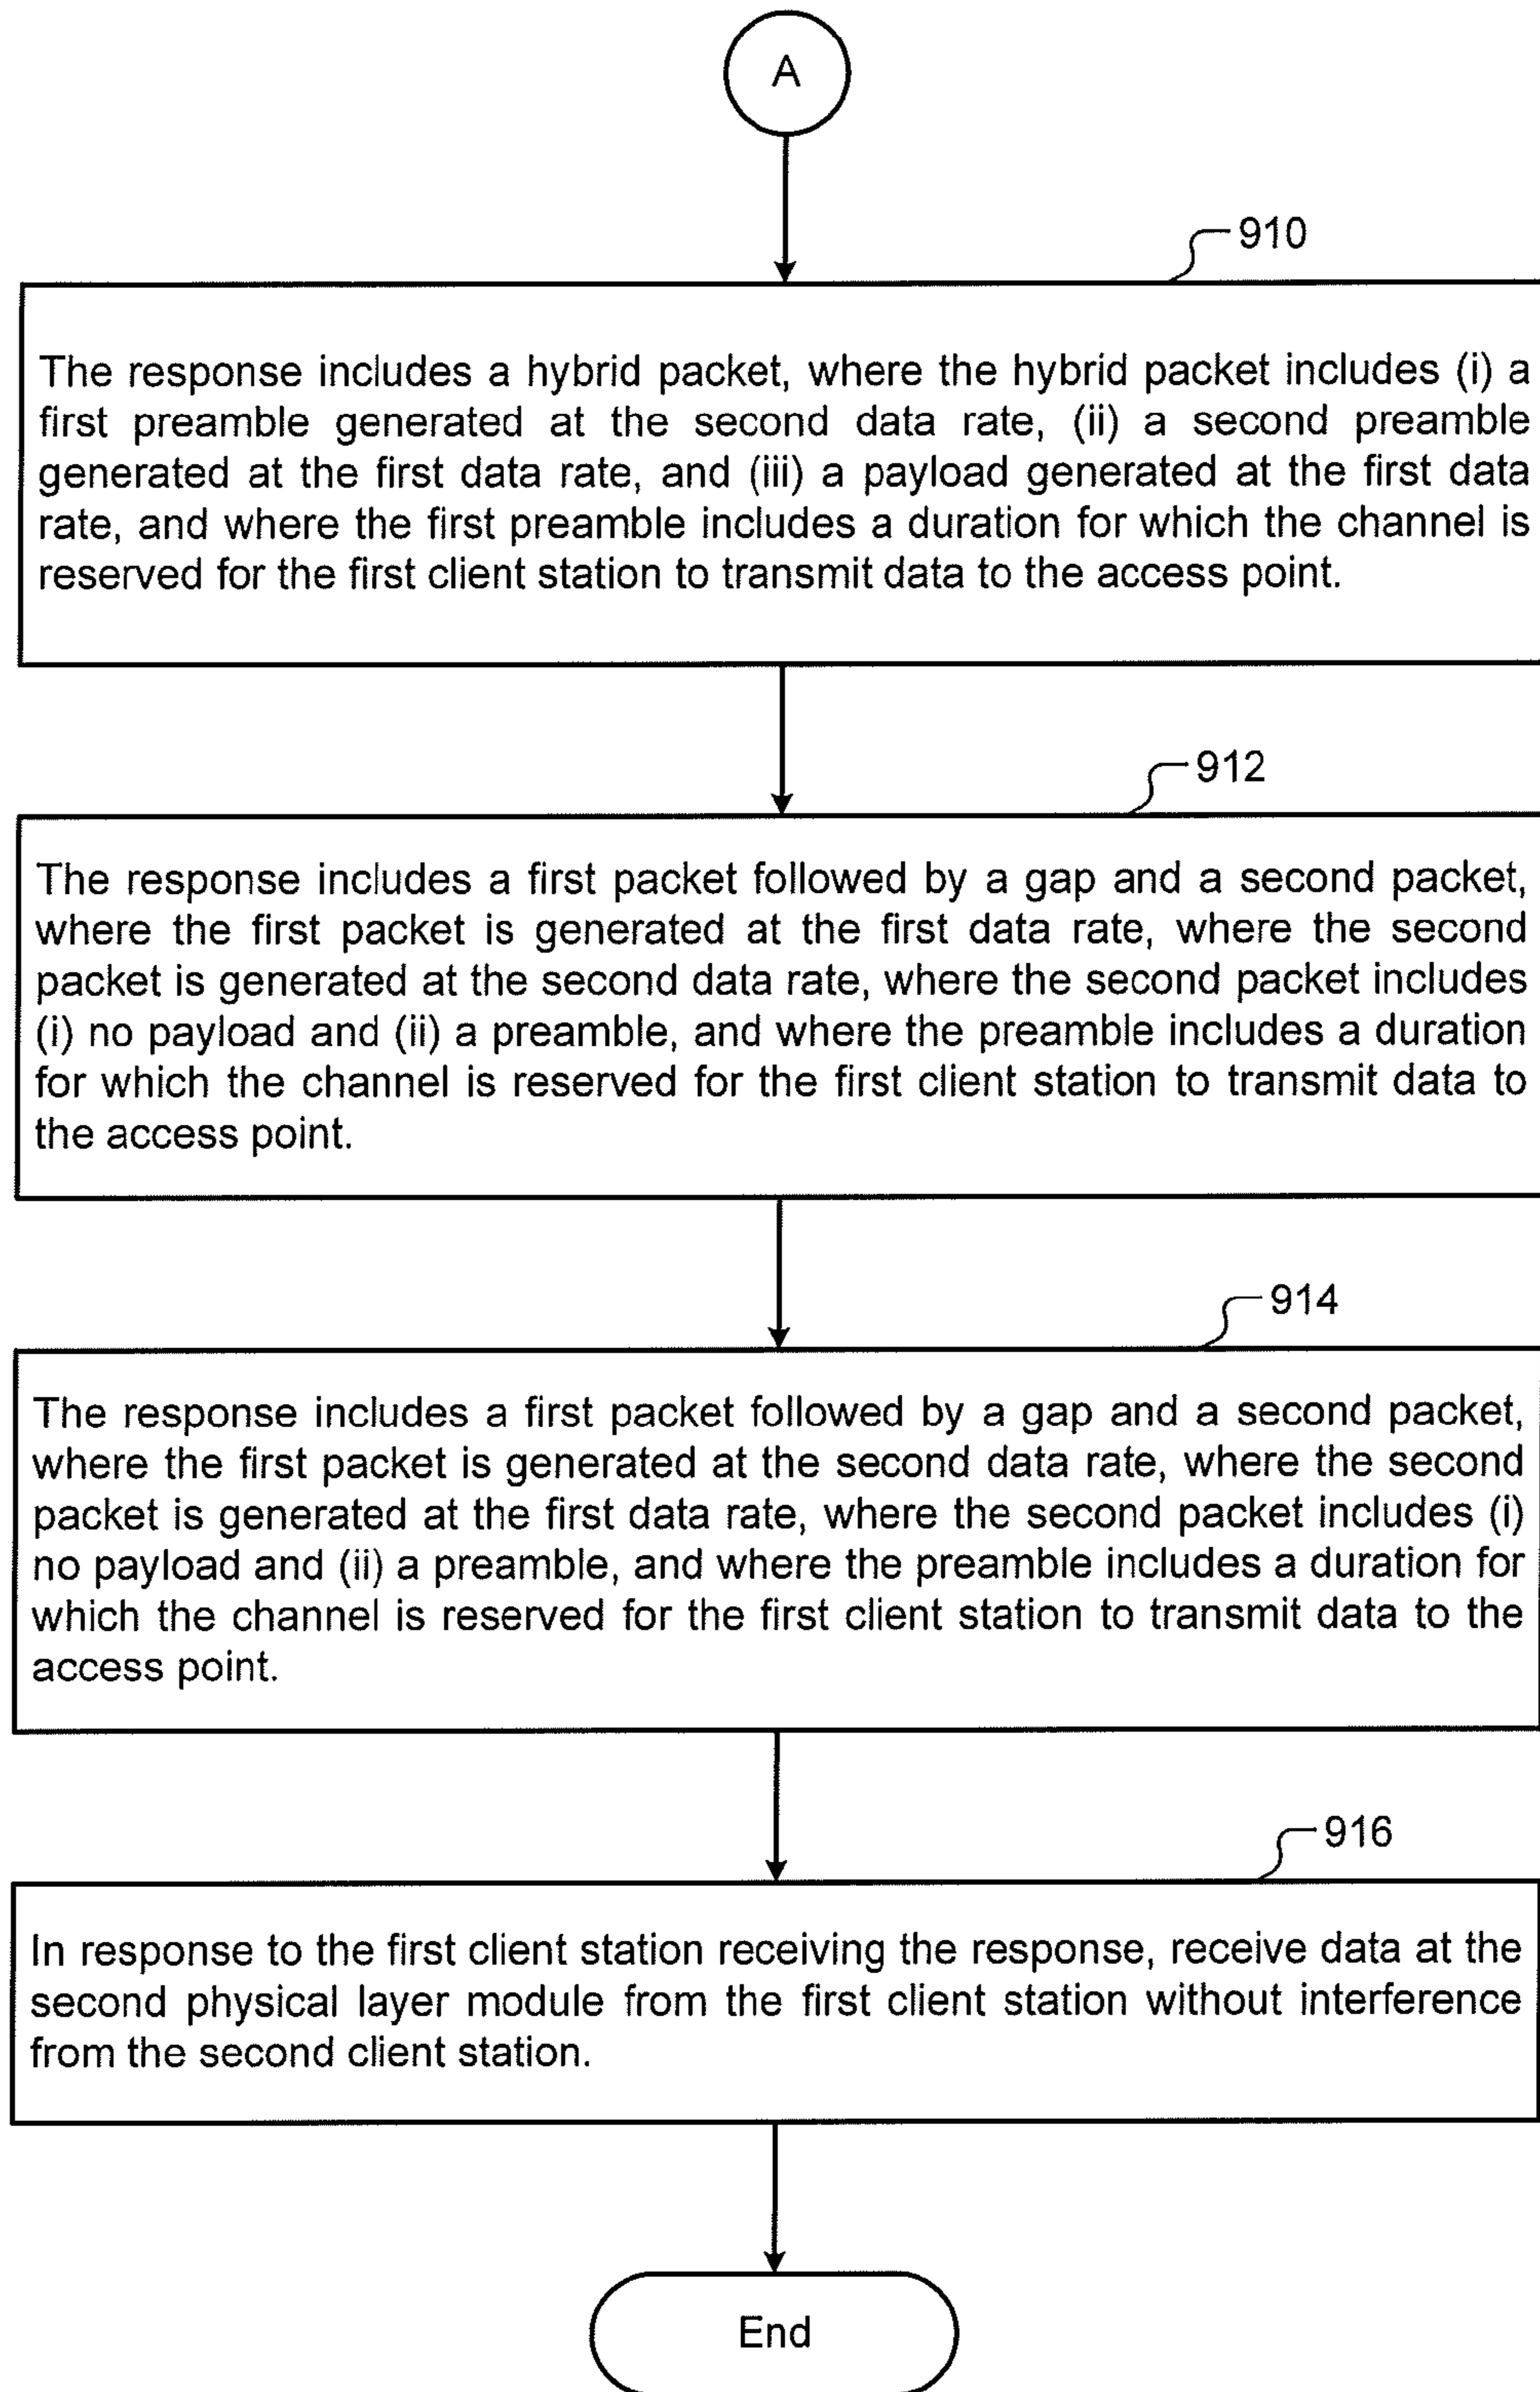 A
910
The response includes a hybrid packet, where the hybrid packet includes (i) a
first preamble generated at the second data rate, (ii) a second preamble
generated at the first data rate, and (iii) a payload generated at the first data
rate, and where the first preamble includes a duration for which the channel is
reserved for the first client station to transmit data to the access point.
912
The response includes a first packet followed by a gap and a second packet,
where the first packet is generated at the first data rate, where the second
packet is generated at the second data rate, where the second packet includes
(i) no payload and (ii) a preamble, and where the preamble includes a duration
for which the channel is reserved for the first client station to transmit data to
the access point.
914
The response includes a first packet followed by a gap and a second packet,
where the first packet is generated at the second data rate, where the second
packet is generated at the first data rate, where the second packet includes (i)
no payload and (ii) a preamble, and where the preamble includes a duration for
which the channel is reserved for the first client station to transmit data to the
access point.
916
In response to the first client station receiving the response, receive data at the
second physical layer module from the first client station without interference
from the second client station.
End